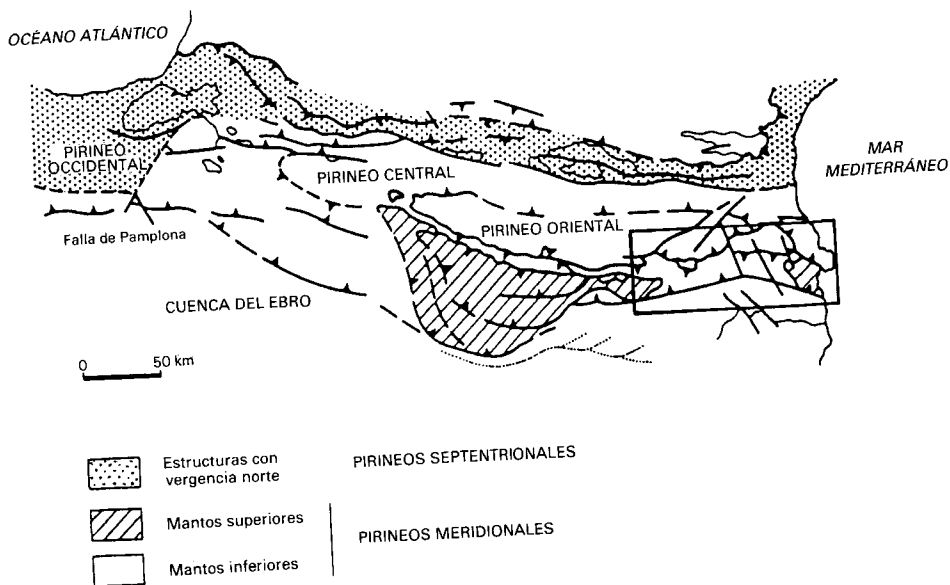 OCÉANO ATLÁNTICO
PIRINEO
OCCIDENTAL
PIRINEO CENTRAL
MAR
MEDITERRÁNEO
PIRINEO ORIENTAL
Falla de Pamplona
CUENCA DEL EBRO
0 50 km
Estructuras con
vergencia norte
PIRINEOS SEPTENTRIONALES
Mantos superiores
PIRINEOS MERIDIONALES
Mantos inferiores